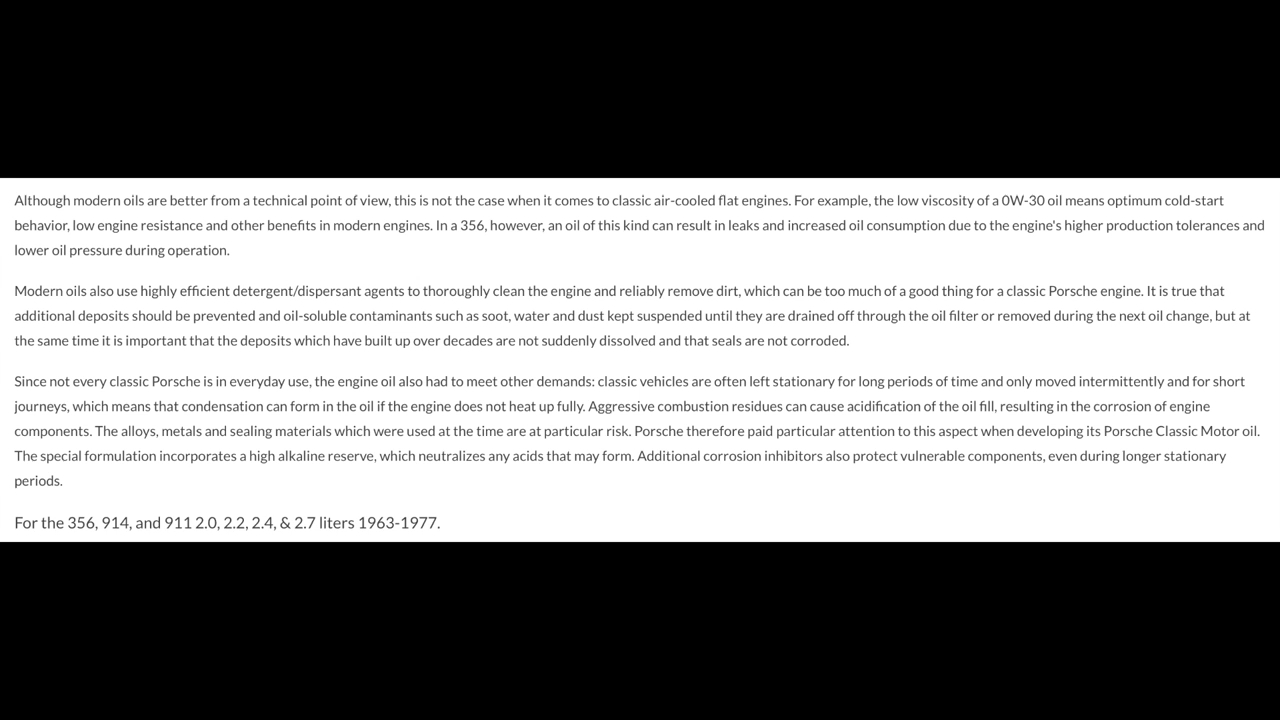 Although modern oils are better from a technical point of view, this is not the case when it comes to classic air-cooled flat engines. For example, the low viscosity of a 0W-30 oil means optimum cold-start
behavior, low engine resistance and other benefits in modern engines. In a 356, however, an oil of this kind can result in leaks and increased oil consumption due to the engine's higher production tolerances and
lower oil pressure during operation.
Modern oils also use highly efficient detergent/dispersant agents to thoroughly clean the engine and reliably remove dirt, which can be too much of a good thing for a classic Porsche engine. It is true that
additional deposits should be prevented and oil-soluble contaminants such as soot, water and dust kept suspended until they are drained off through the oil filter or removed during the next oil change, but at
the same time it is important that the deposits which have built up over decades are not suddenly dissolved and that seals are not corroded.
Since not every classic Porsche is in everyday use, the engine oil also had to meet other demands: classic vehicles are often left stationary for long periods of time and only moved intermittently and for short
journeys, which means that condensation can form in the oil if the engine does not heat up fully. Aggressive combustion residues can cause acidification of the oil fill, resulting in the corrosion of engine
components. The alloys, metals and sealing materials which were used at the time are at particular risk. Porsche therefore paid particular attention to this aspect when developing its Porsche Classic Motor oil.
The special formulation incorporates a high alkaline reserve, which neutralizes any acids that may form. Additional corrosion inhibitors also protect vulnerable components, even during longer stationary
periods.
For the 356, 914, and 911 2.0, 2.2, 2.4, & 2.7 liters 1963-1977.